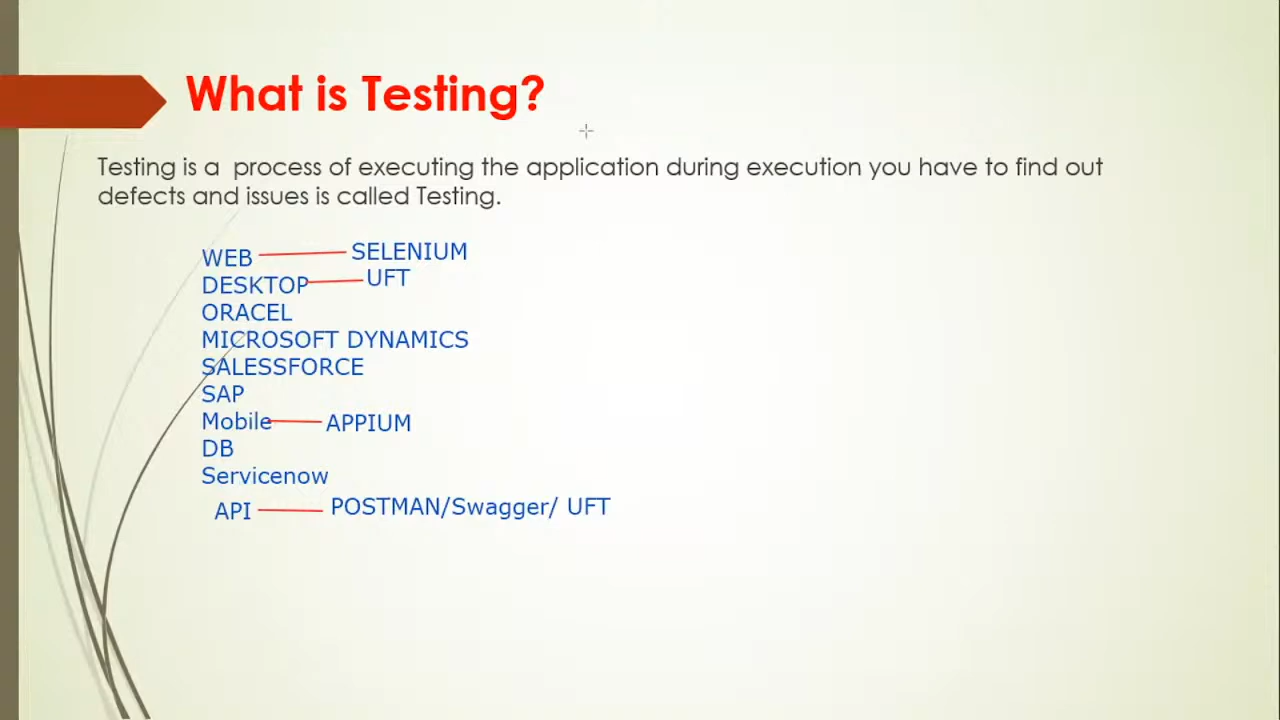 What is Testing?
Testing is a  process of executing the application during execution you have to find out
defects and issues is called Testing.
WEB SELENIUM
DESKTOP UFT
ORACEL
MICROSOFT DYNAMICS
SALESSFORCE
SAP
Mobile APPIUM
DB
Servicenow
API POSTMAN/Swagger/ UFT